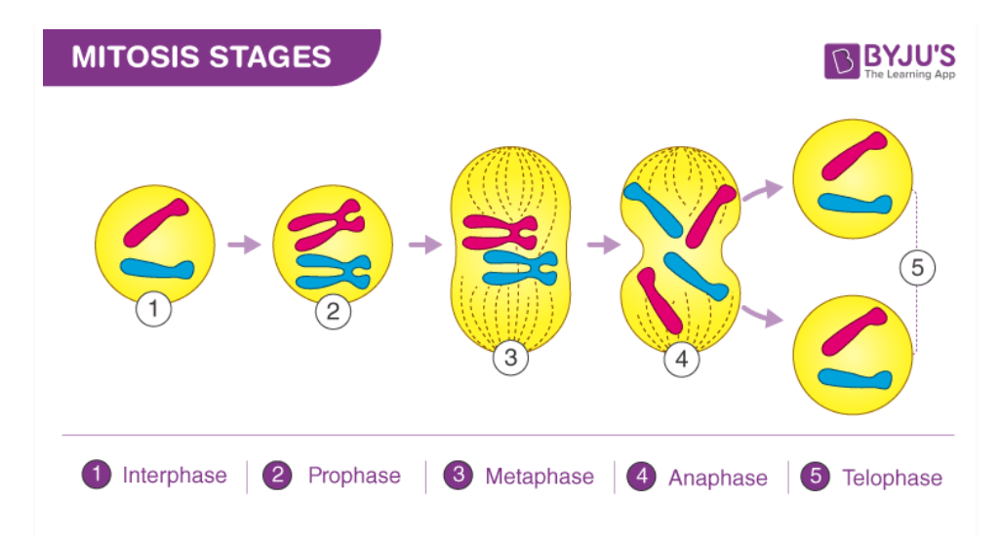 MITOSIS STAGES
BYJU'S
The Learning App
1
2
3
4
5
1 Interphase
2 Prophase
3 Metaphase
4 Anaphase
5 Telophase